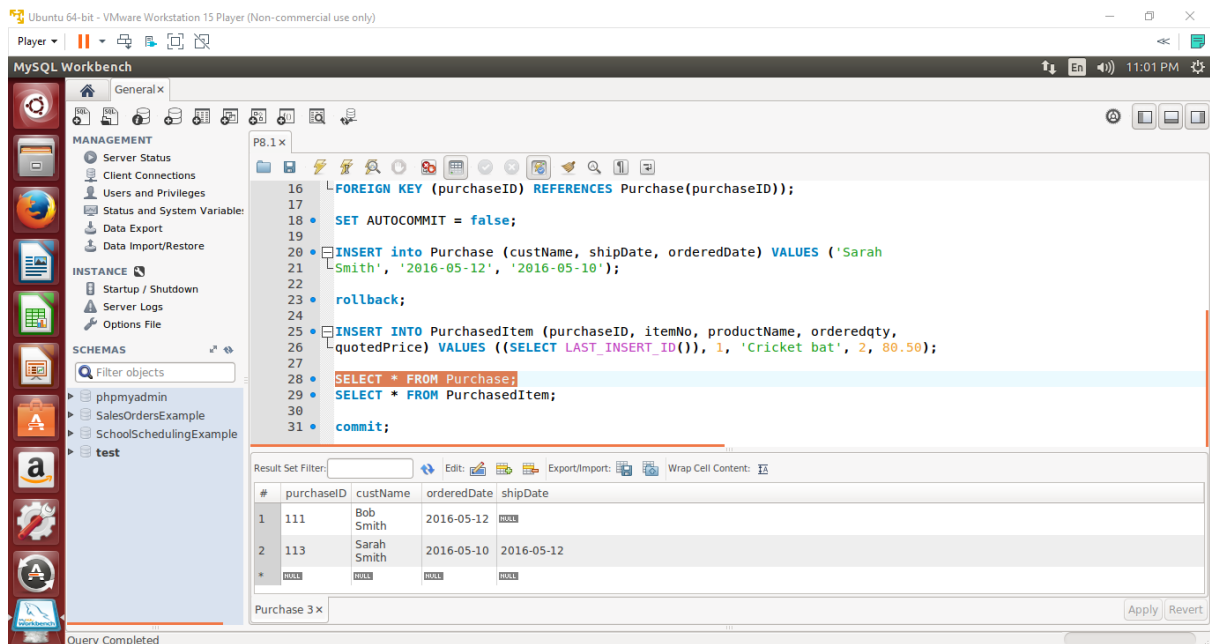 Ubuntu 64-bit - VMware Workstation 15 Player (Non-commercial use only)
Player
MySQL Workbench
En 11:01 PM
General
MANAGEMENT
Server Status
Client Connections
Users and Privileges
Status and System Variable
Data Export
Data Import/Restore
INSTANCE
Startup / Shutdown
Server Logs
Options File
SCHEMAS
Filter objects
phpmyadmin
SalesOrdersExample
SchoolSchedulingExample
test
P8.1
16 FOREIGN KEY (purchaseID) REFERENCES Purchase(purchaseID));
17
18 SET AUTOCOMMIT = false;
19
20 INSERT into Purchase (custName, shipDate, orderedDate) VALUES ('Sarah
21 Smith', '2016-05-12', '2016-05-10');
22
23 rollback;
24
25 INSERT INTO PurchasedItem (purchaseID, itemNo, productName, orderedqty,
26 quotedPrice) VALUES ((SELECT LAST_INSERT_ID()), 1, 'Cricket bat', 2, 80.50);
27
28 SELECT * FROM Purchase;
29 SELECT * FROM PurchasedItem;
30
31 commit;
Result Set Filter: Edit: Export/Import: Wrap Cell Content:
# purchaseID custName orderedDate shipDate
1 111 Bob Smith 2016-05-12 NULL
2 113 Sarah Smith 2016-05-10 2016-05-12
* NULL NULL NULL NULL
Purchase 3 Apply Revert
Query Completed